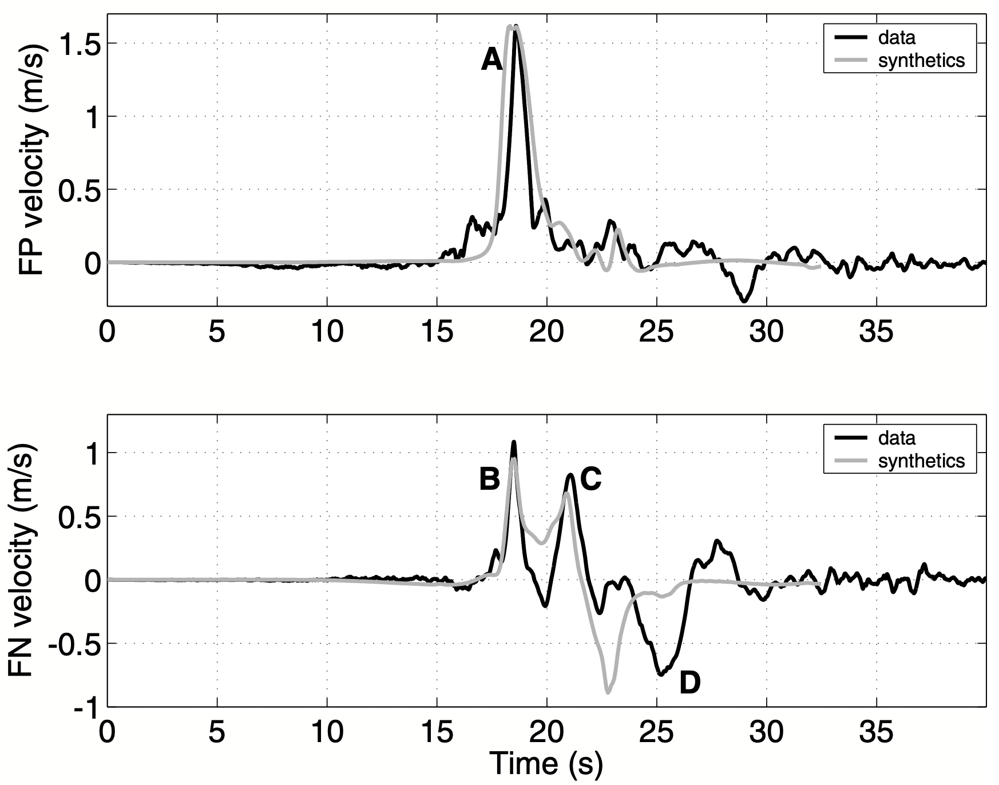 FP velocity (m/s)
1.5
1
0.5
0
A
data
synthetics
0 5 10 15 20 25 30 35
FN velocity (m/s)
1
0.5
0
-0.5
-1
B
C
D
data
synthetics
0 5 10 15 20 25 30 35
Time (s)